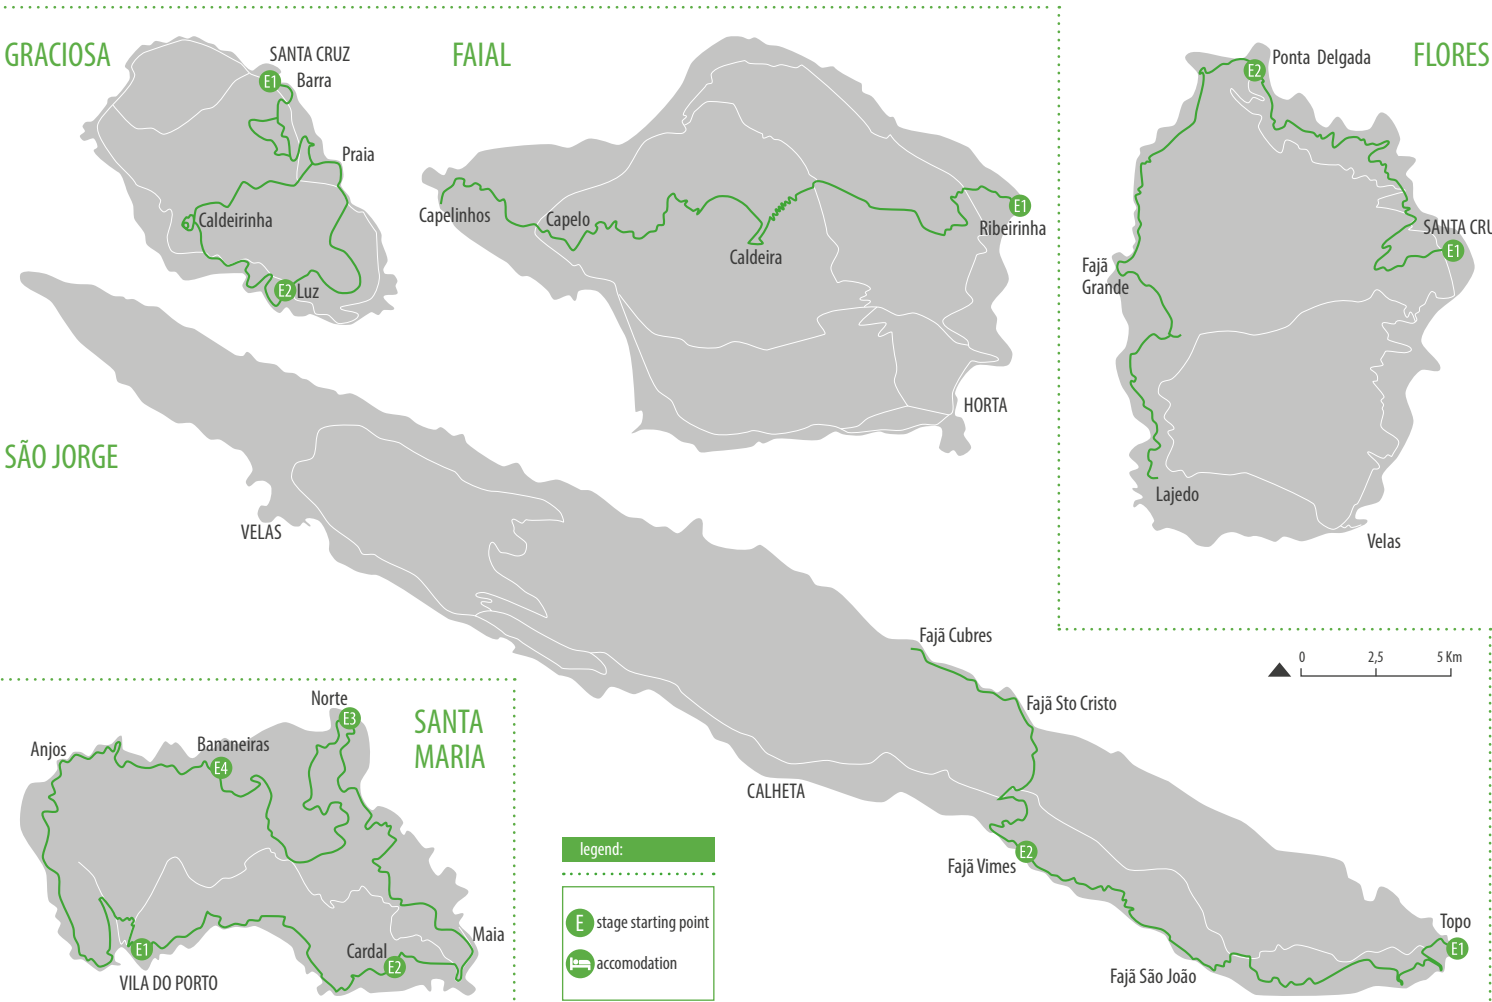 GRACIOSA
SANTA CRUZ
E1
Barra
Praia
Caldeirinha
E2
Luz
FAIAL
Capelinhos
Capelo
Caldeira
E1
Ribeirinha
HORTA
FLORES
E2
Ponta Delgada
SANTA CRU
E1
Fajã
Grande
Lajedo
Velas
SÃO JORGE
VELAS
CALHETA
Fajã Cubres
Fajã Sto Cristo
E2
Fajã Vimes
Fajã São João
Topo
E1
0 2,5 5 Km
SANTA
MARIA
Norte
E3
Anjos
Bananeiras
E4
E1
VILA DO PORTO
Cardal
E2
Maia
legend:
E stage starting point
accomodation